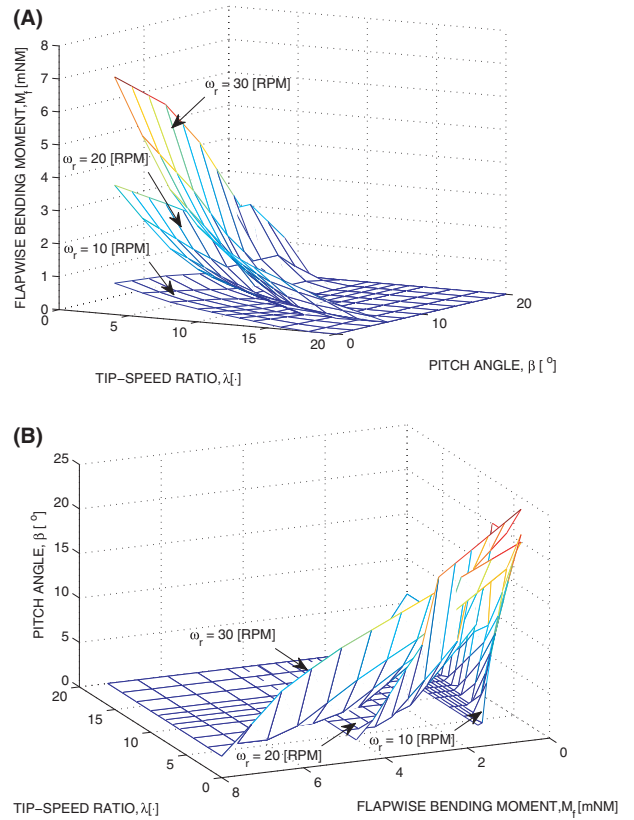 (A)
8
7
6
5
4
3
2
1
0
FLAPWISE BENDING MOMENT,M_f [mNM]
ω_r = 30 [RPM]
ω_r = 20 [RPM]
ω_r = 10 [RPM]
0
5
10
15
20
0
10
20
TIP−SPEED RATIO, λ[·]
PITCH ANGLE, β [ °]
(B)
25
20
15
10
5
0
PITCH ANGLE, β [ °]
ω_r = 30 [RPM]
ω_r = 20 [RPM]
ω_r = 10 [RPM]
20
15
10
5
0
8
6
4
2
0
TIP−SPEED RATIO, λ[·]
FLAPWISE BENDING MOMENT,M_f [mNM]